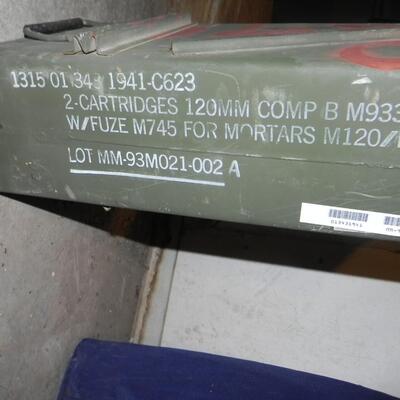 1315 01 343 1941-C623
2-CARTRIDGES 120MM COMP B M933
W/FUZE M745 FOR MORTARS M120/
LOT MM-93M021-002 A
013431941